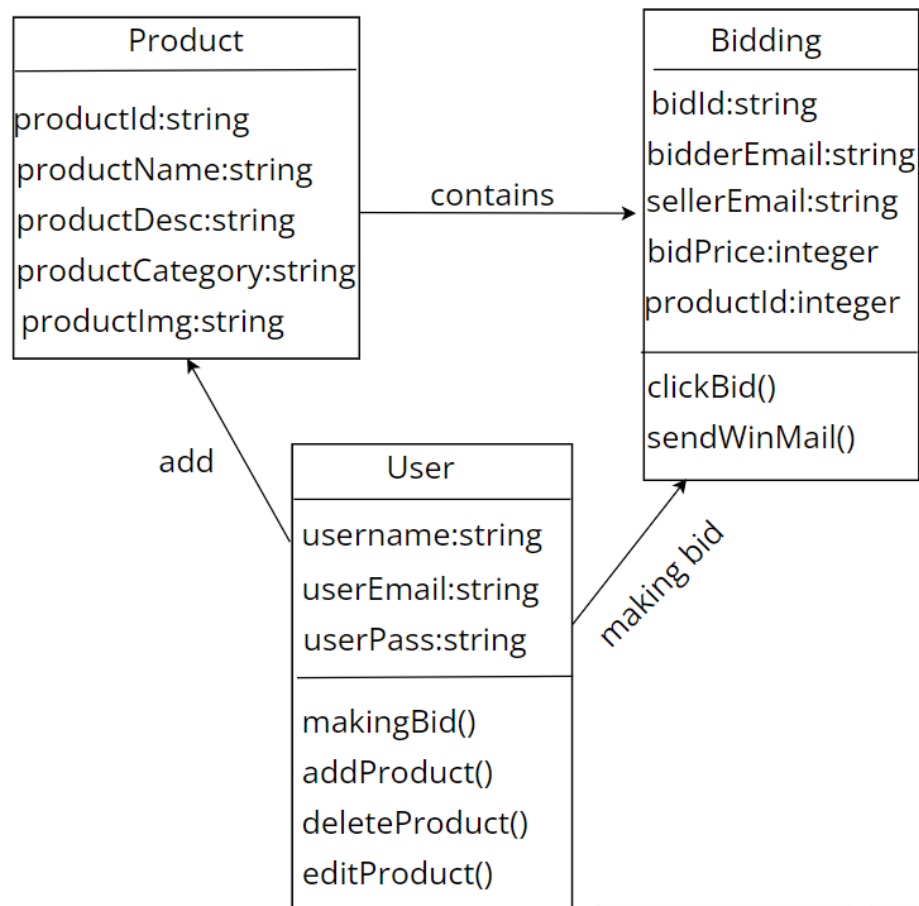 Product
productId:string
productName:string
productDesc:string
productCategory:string
productImg:string
contains
Bidding
bidId:string
bidderEmail:string
sellerEmail:string
bidPrice:integer
productId:integer
clickBid()
sendWinMail()
add
making bid
User
username:string
userEmail:string
userPass:string
makingBid()
addProduct()
deleteProduct()
editProduct()